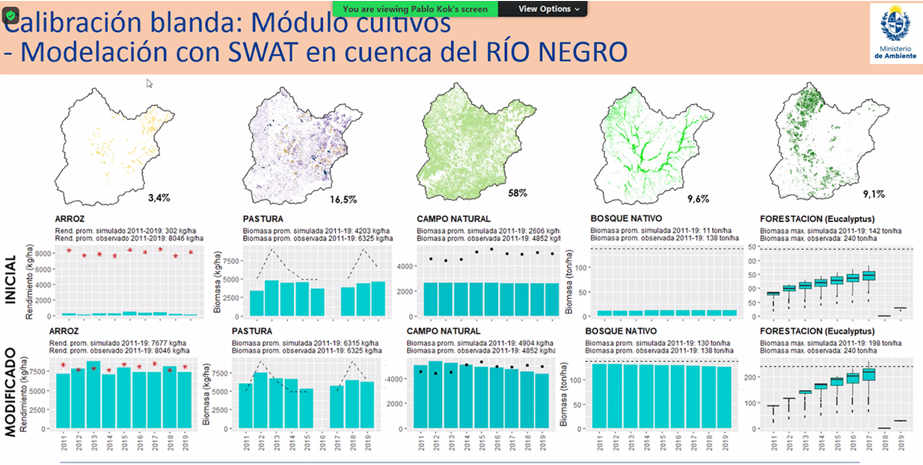 You are viewing Pablo Kok's screen
View Options
Calibración blanda: Módulo cultivos
- Modelación con SWAT en cuenca del RÍO NEGRO
Ministerio
de Ambiente
3,4%
16,5%
58%
9,6%
9,1%
INICIAL
ARROZ
Rend. prom. simulado 2011-2019: 302 kg/ha
Rend. prom. observado 2011-2019: 8046 kg/ha
Rendimiento (kg/ha)
8000
6000
4000
2000
0
PASTURA
Biomasa prom. simulada 2011-19: 4203 kg/ha
Biomasa prom. observada 2011-19: 6325 kg/ha
Biomasa (kg/ha)
7500
5000
2500
0
CAMPO NATURAL
Biomasa prom. simulada 2011-19: 2606 kg/h
Biomasa prom. observada 2011-19: 4852 kg/l
4000
2000
0
BOSQUE NATIVO
Biomasa prom. simulada 2011-19: 11 ton/ha
Biomasa prom. observada 2011-19: 138 ton/ha
Biomasa (ton/ha)
100
50
0
FORESTACION (Eucalyptus)
Biomasa max. simulada 2011-19: 142 ton/ha
Biomasa max. observada: 240 ton/ha
50
00
50
00
50
0
MODIFICADO
ARROZ
Rend. prom. simulado 2011-19: 7677 kg/ha
Rend. prom. observado 2011-19: 8046 kg/ha
Rendimiento (kg/ha)
7500
5000
2500
0
2011 2012 2013 2014 2015 2016 2017 2018 2019
PASTURA
Biomasa prom. simulada 2011-19: 6315 kg/ha
Biomasa prom. observada 2011-19: 6325 kg/ha
Biomasa (kg/ha)
7500
5000
2500
0
2011 2012 2013 2014 2015 2016 2017 2018 2019
CAMPO NATURAL
Biomasa prom. simulada 2011-19: 4904 kg/ha
Biomasa prom. observada 2011-19: 4852 kg/ha
4000
2000
0
2011 2012 2013 2014 2015 2016 2017 2018 2019
BOSQUE NATIVO
Biomasa prom. simulada 2011-19: 130 ton/ha
Biomasa prom. observada 2011-19: 138 ton/ha
Biomasa (ton/ha)
100
50
0
2011 2012 2013 2014 2015 2016 2017 2018 2019
FORESTACION (Eucalyptus)
Biomasa max. simulada 2011-19: 198 ton/ha
Biomasa max. observada: 240 ton/ha
200
100
0
2011 2012 2013 2014 2015 2016 2017 2018 2019